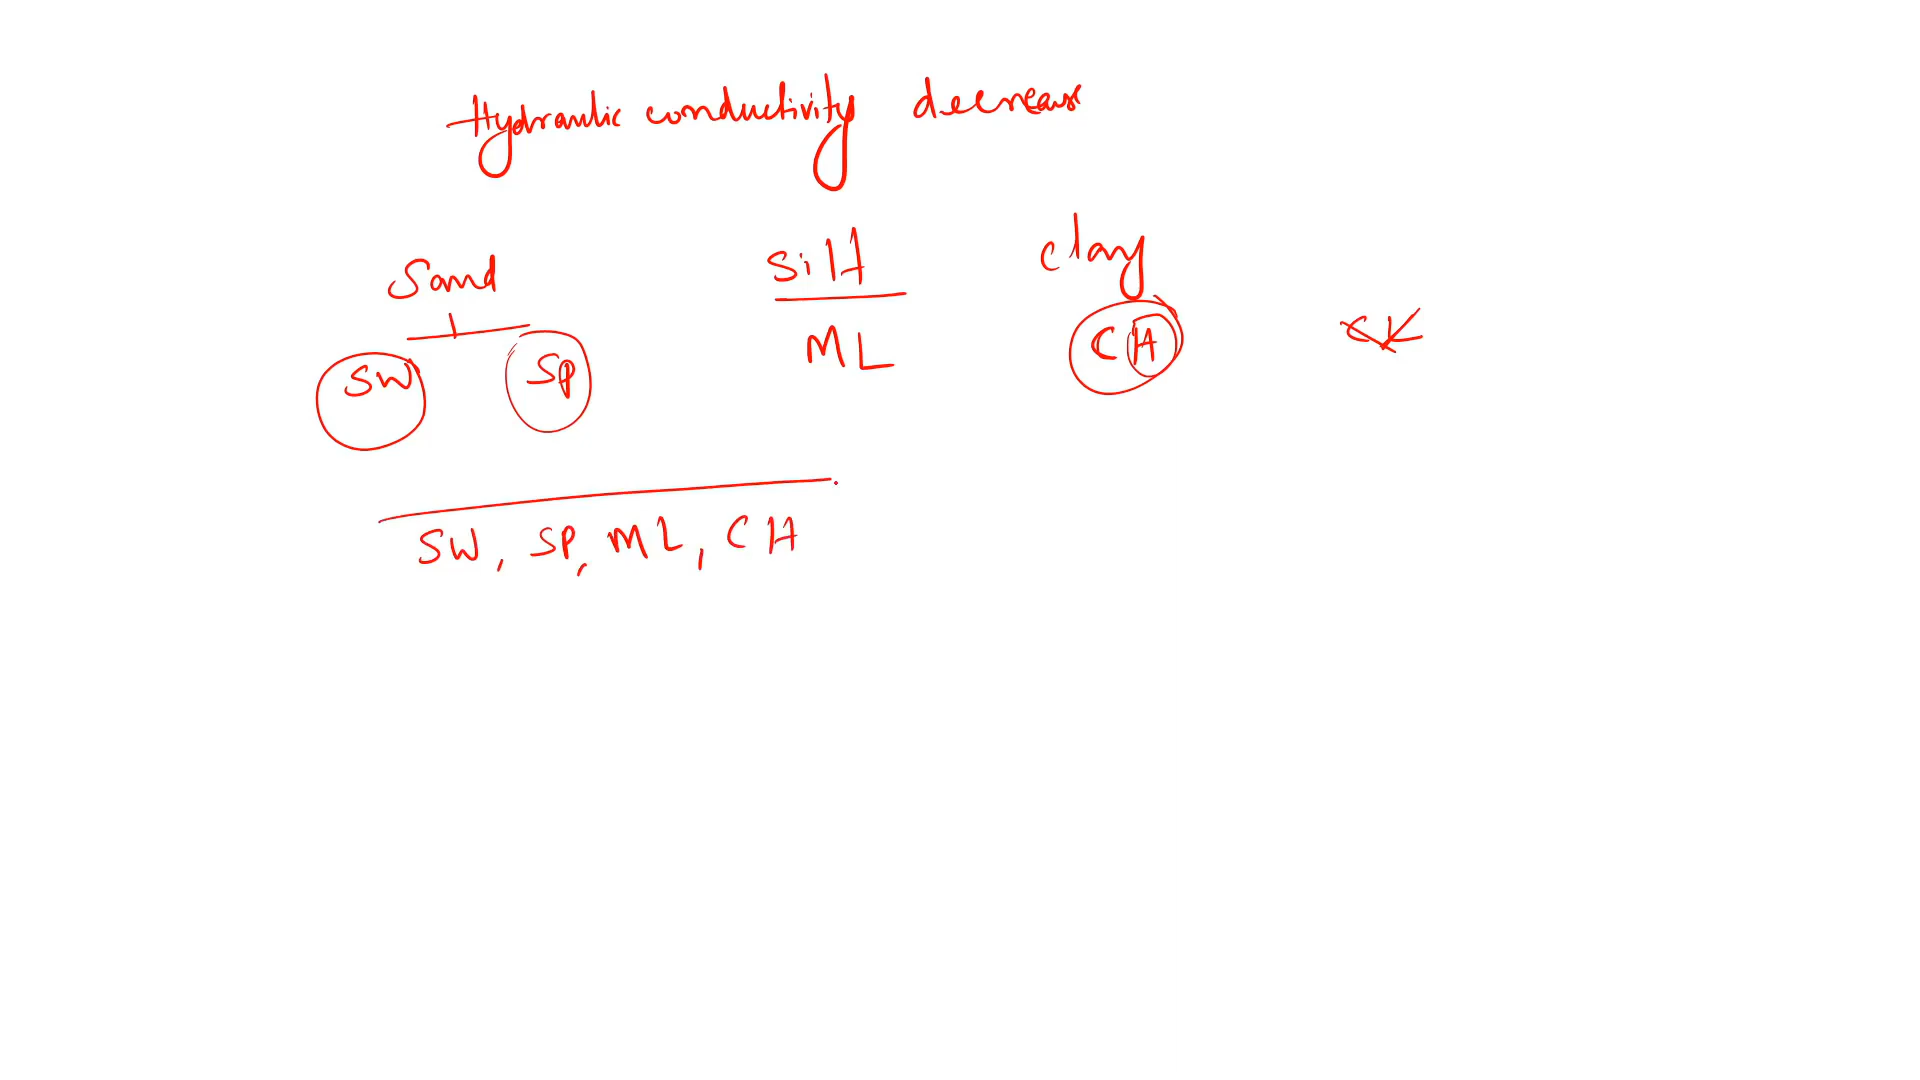 Hydraulic conductivity decrease
Sand silt clay
SW SP ML CH
SW, SP, ML, CH